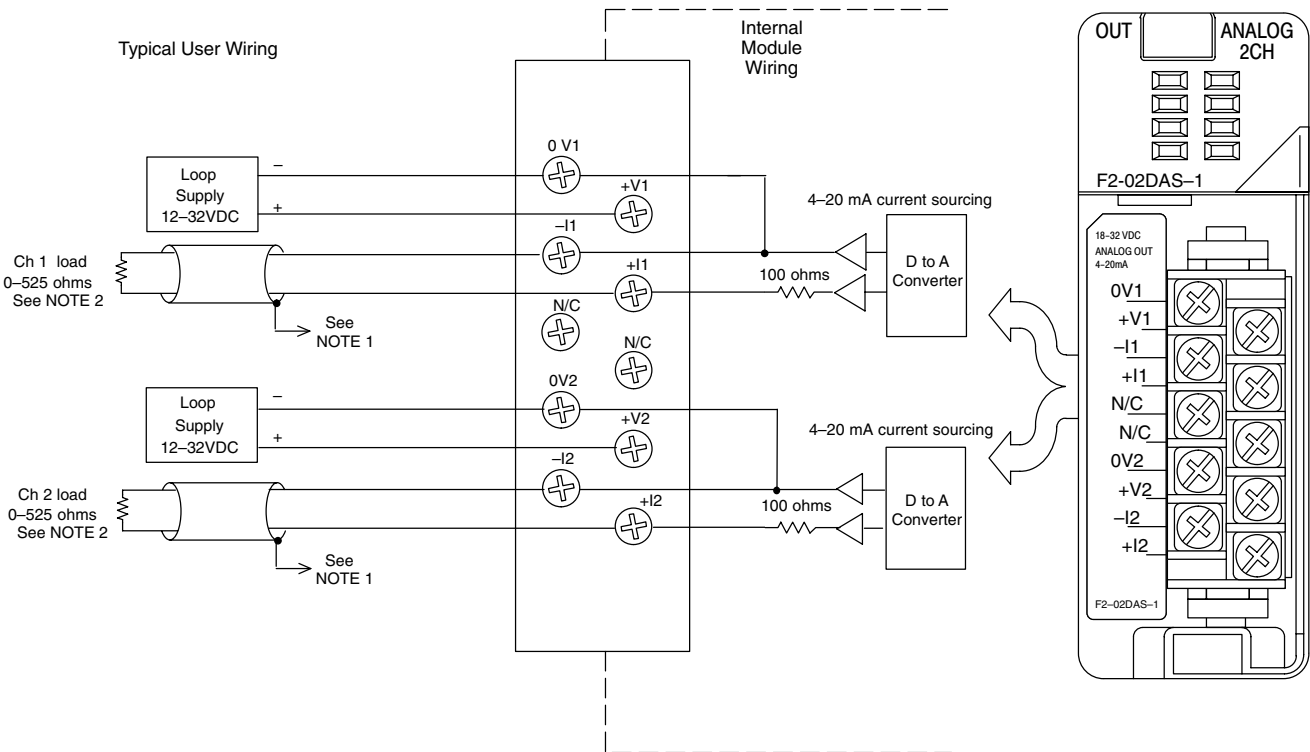 Typical User Wiring
Internal
Module
Wiring
Loop
Supply
12–32VDC
–
+
0 V1
+V1
–I1
+I1
N/C
N/C
Ch 1 load
0–525 ohms
See NOTE 2
See
NOTE 1
4–20 mA current sourcing
100 ohms
D to A
Converter
Loop
Supply
12–32VDC
–
+
0V2
+V2
–I2
+I2
Ch 2 load
0–525 ohms
See NOTE 2
See
NOTE 1
4–20 mA current sourcing
100 ohms
D to A
Converter
OUT
ANALOG
2CH
F2-02DAS–1
18-32 VDC
ANALOG OUT
4–20mA
0V1
+V1
–I1
+I1
N/C
N/C
0V2
+V2
–I2
+I2
F2–02DAS–1